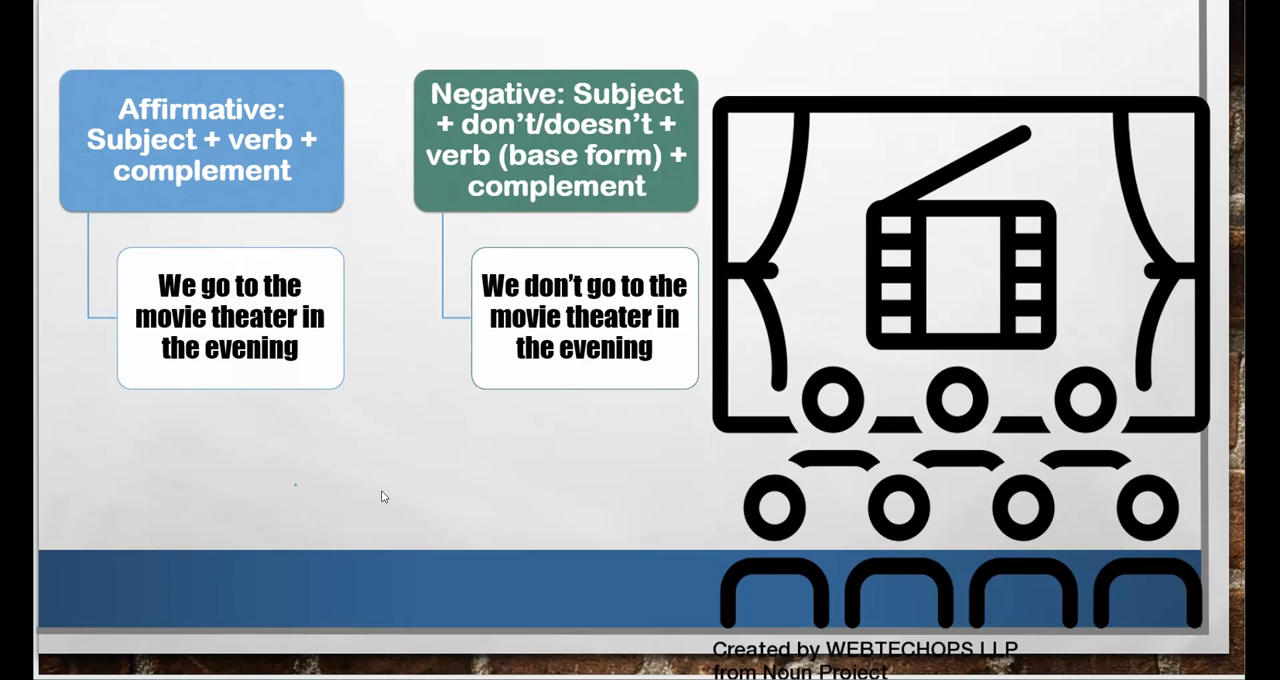 Affirmative:
Subject + verb +
complement
We go to the
movie theater in
the evening
Negative: Subject
+ don’t/doesn’t +
verb (base form) +
complement
We don’t go to the
movie theater in
the evening
Created by WEBTECHOPS LLP
from Noun Project